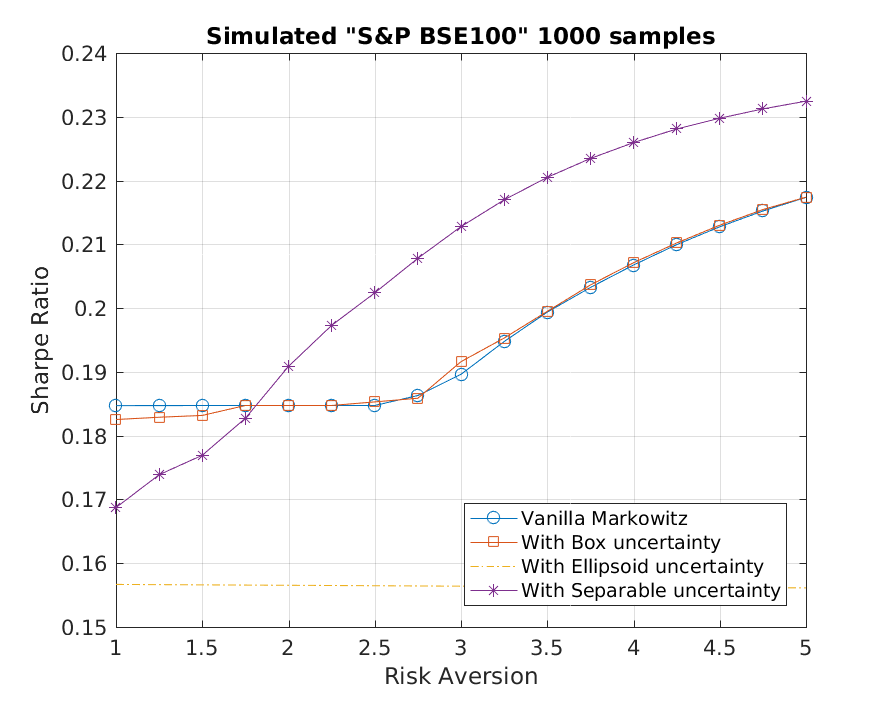 Simulated "S&P BSE100" 1000 samples
0.24
0.23
0.22
0.21
0.2
0.19
0.18
0.17
0.16
0.15
Sharpe Ratio
Vanilla Markowitz
With Box uncertainty
With Ellipsoid uncertainty
With Separable uncertainty
1 1.5 2 2.5 3 3.5 4 4.5 5
Risk Aversion